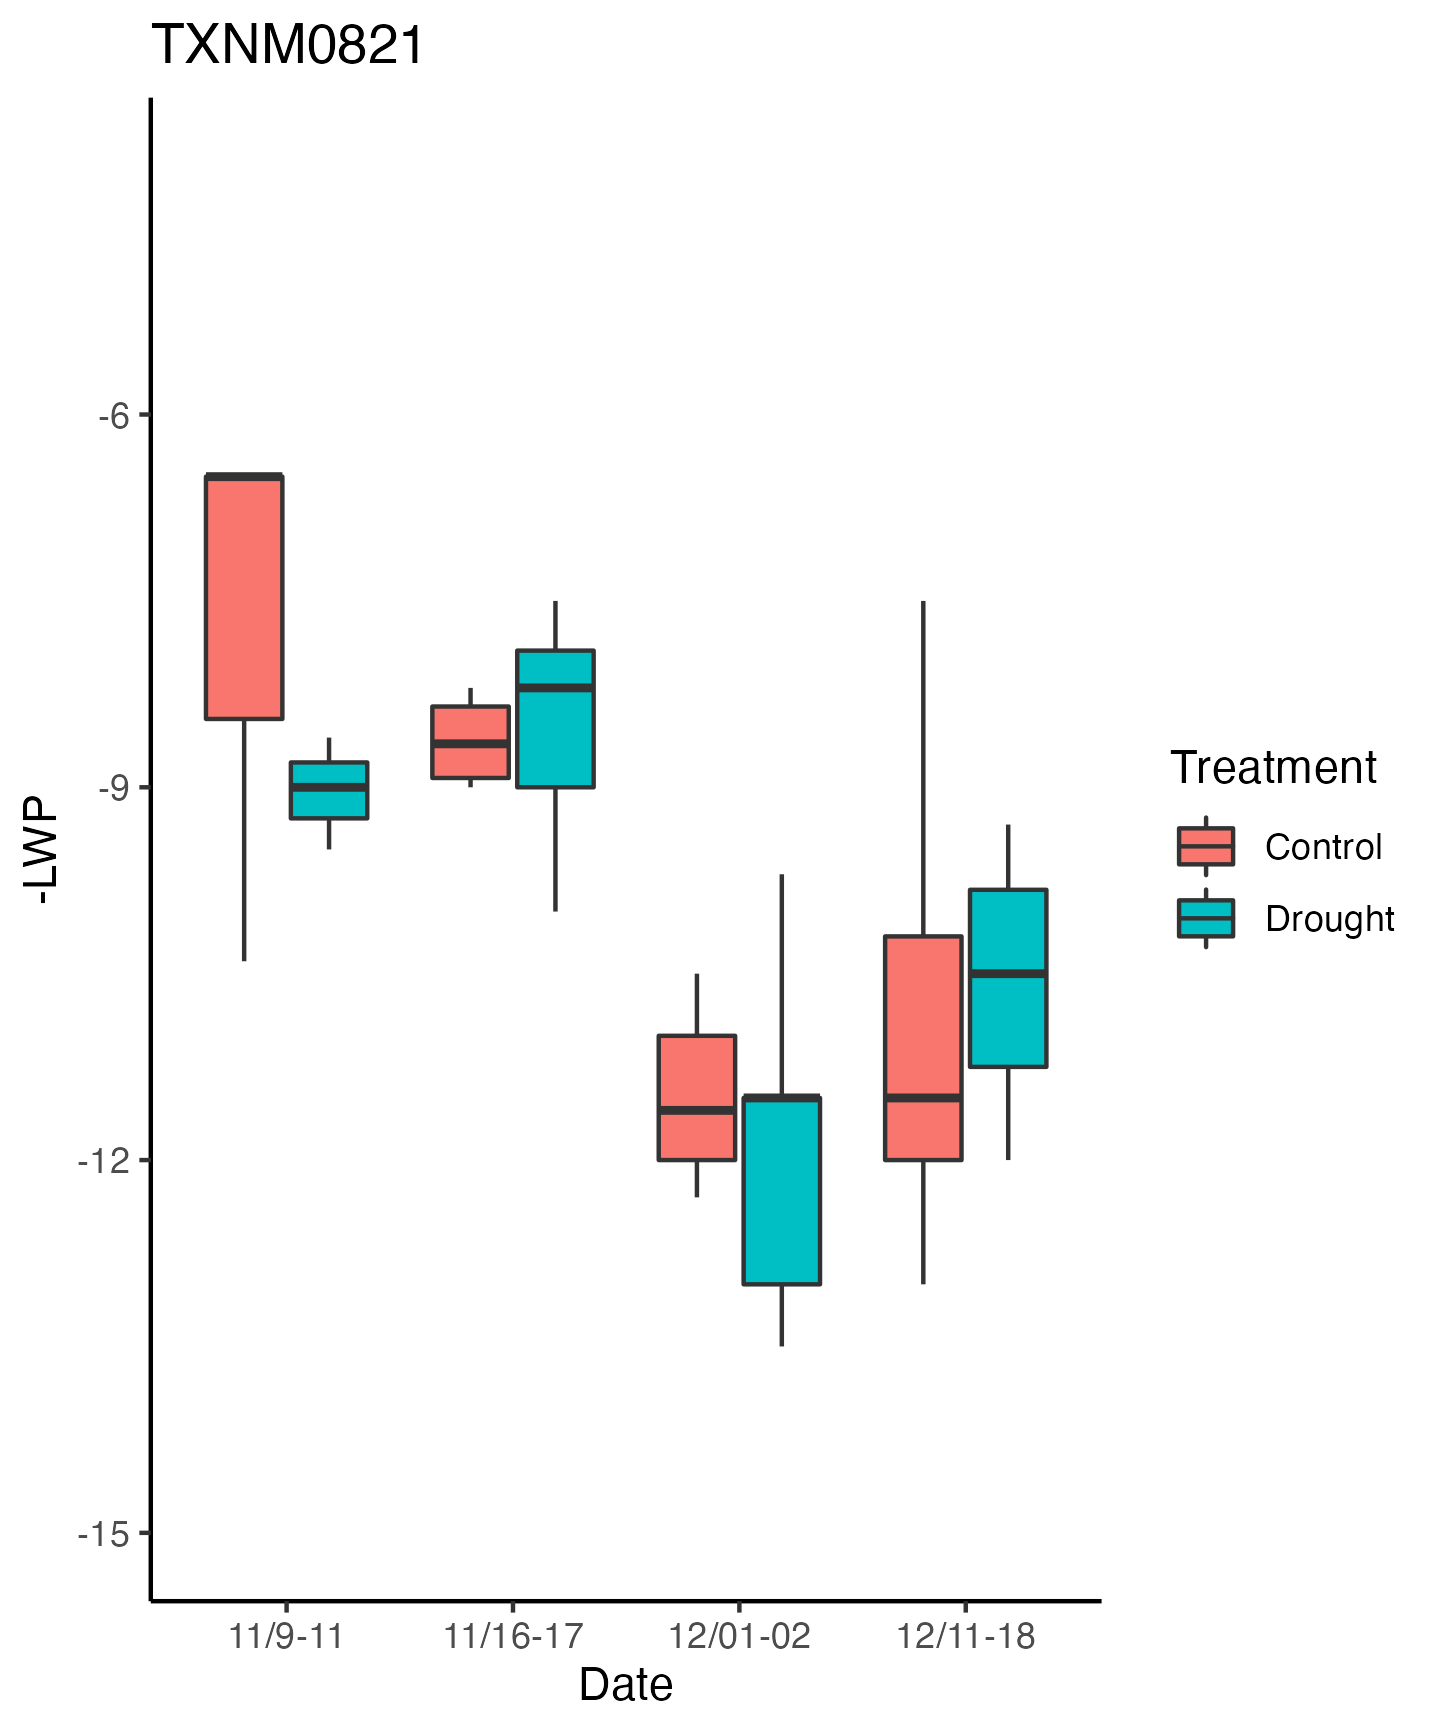 TXNM0821
-LWP
-6
-9
-12
-15
11/9-11
11/16-17
12/01-02
12/11-18
Date
Treatment
Control
Drought